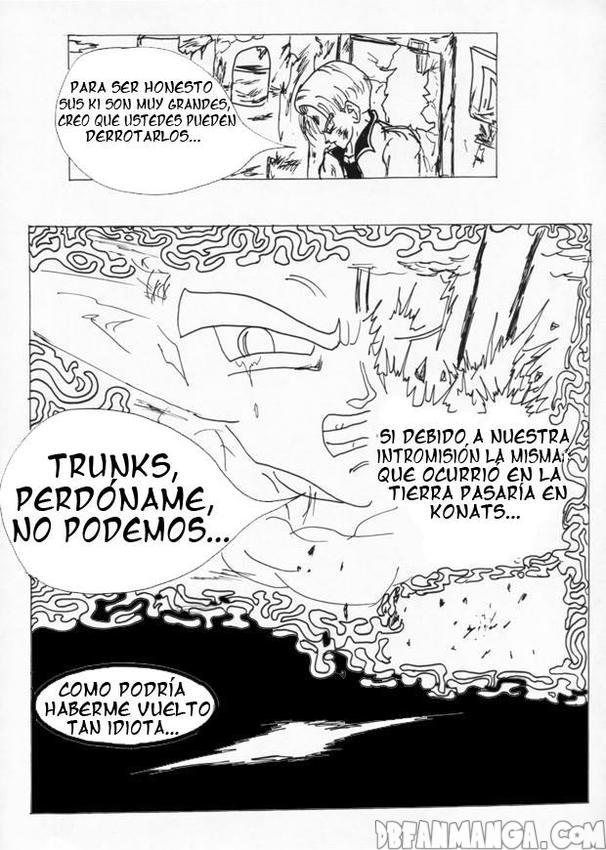 PARA SER HONESTO
SUS KI SON MUY GRANDES,
CREO QUE USTEDES PUEDEN
DERROTARLOS...
TRUNKS,
PERDÓNAME,
NO PODEMOS...
SI DEBIDO A NUESTRA
INTROMISIÓN LA MISMA
QUE OCURRIÓ EN LA
TIERRA PASARÍA EN
KONATS...
COMO PODRÍA
HABERME VUELTO
TAN IDIOTA...
DBFANMANGA.COM